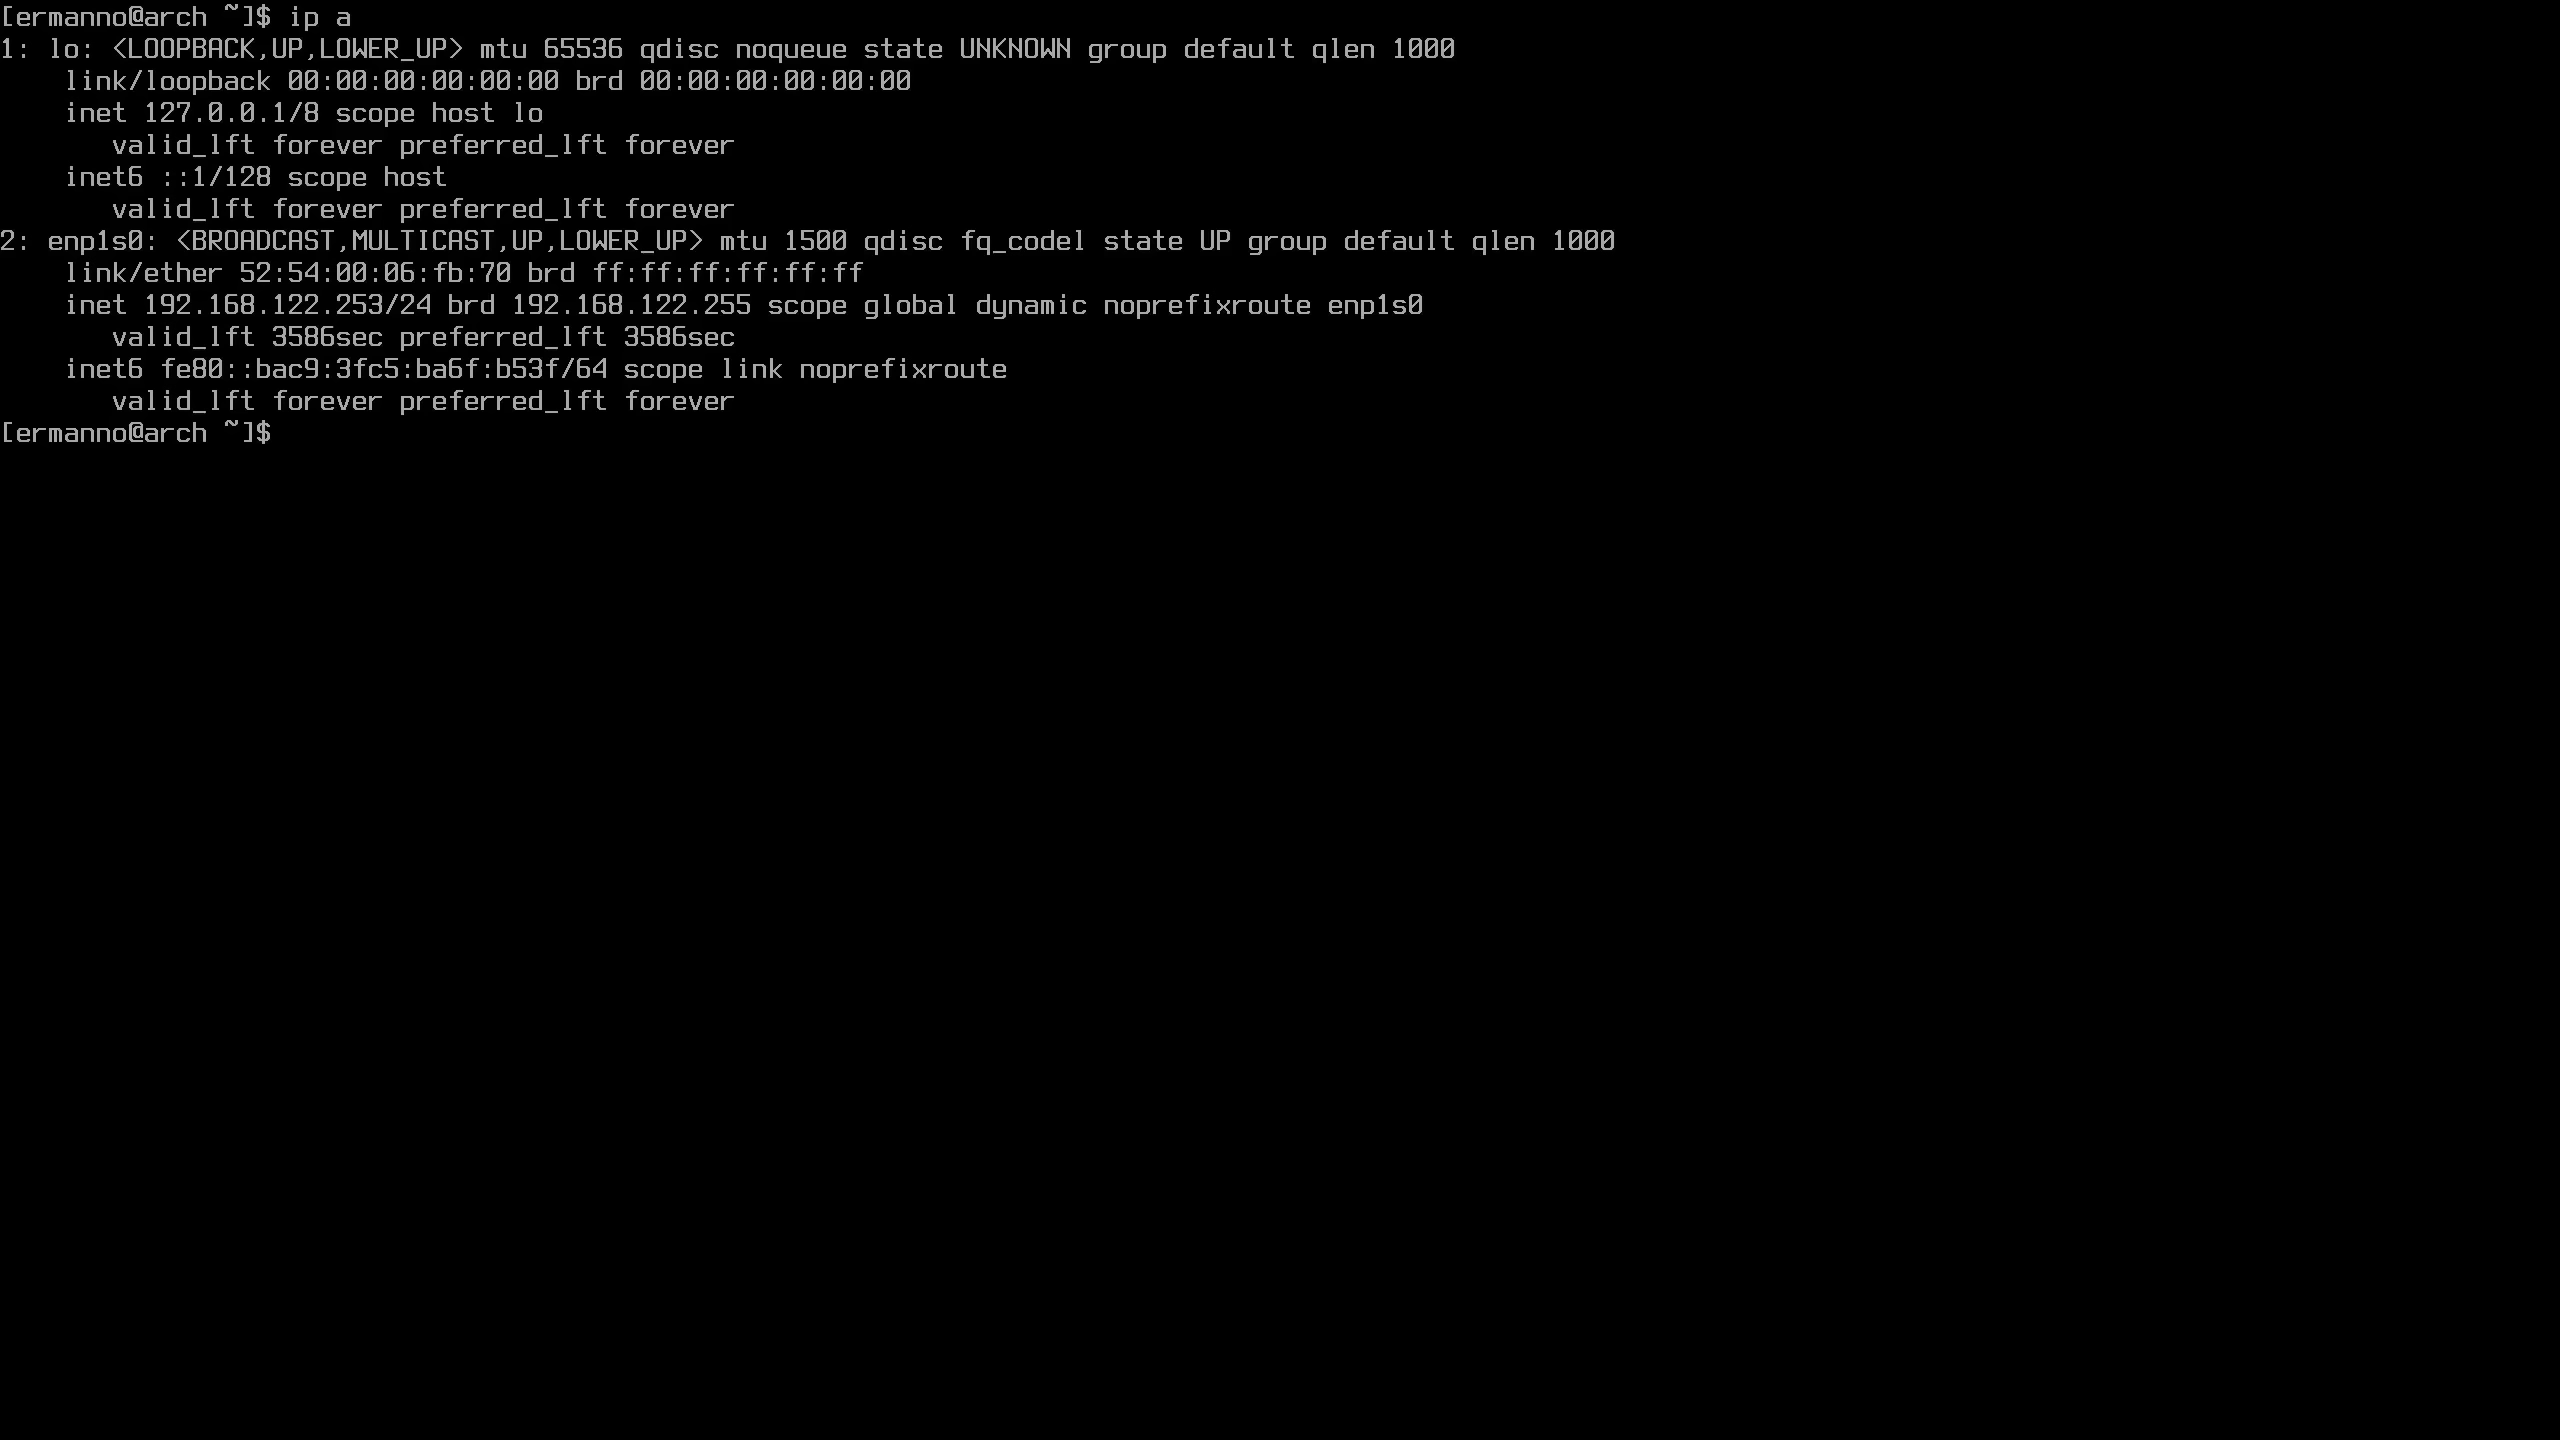 [ermanno@arch ~]$ ip a
1: lo: <LOOPBACK,UP,LOWER_UP> mtu 65536 qdisc noqueue state UNKNOWN group default qlen 1000
    link/loopback 00:00:00:00:00:00 brd 00:00:00:00:00:00
    inet 127.0.0.1/8 scope host lo
       valid_lft forever preferred_lft forever
    inet6 ::1/128 scope host
       valid_lft forever preferred_lft forever
2: enp1s0: <BROADCAST,MULTICAST,UP,LOWER_UP> mtu 1500 qdisc fq_codel state UP group default qlen 1000
    link/ether 52:54:00:06:fb:70 brd ff:ff:ff:ff:ff:ff
    inet 192.168.122.253/24 brd 192.168.122.255 scope global dynamic noprefixroute enp1s0
       valid_lft 3586sec preferred_lft 3586sec
    inet6 fe80::bac9:3fc5:ba6f:b53f/64 scope link noprefixroute
       valid_lft forever preferred_lft forever
[ermanno@arch ~]$